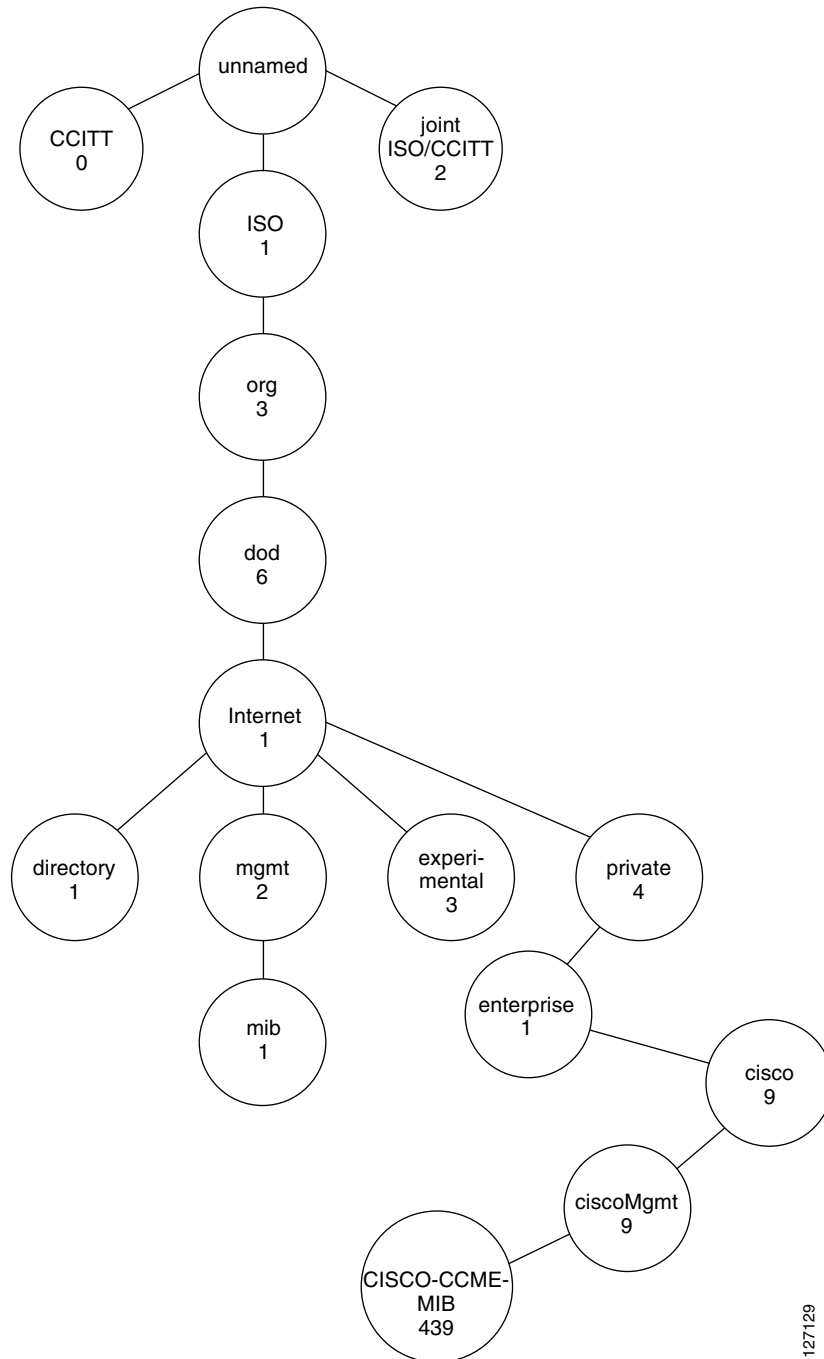 unnamed
CCITT
0
joint
ISO/CCITT
2
ISO
1
org
3
dod
6
Internet
1
directory
1
mgmt
2
experi-
mental
3
private
4
enterprise
1
mib
1
cisco
9
ciscoMgmt
9
CISCO-CCME-
MIB
439
127129